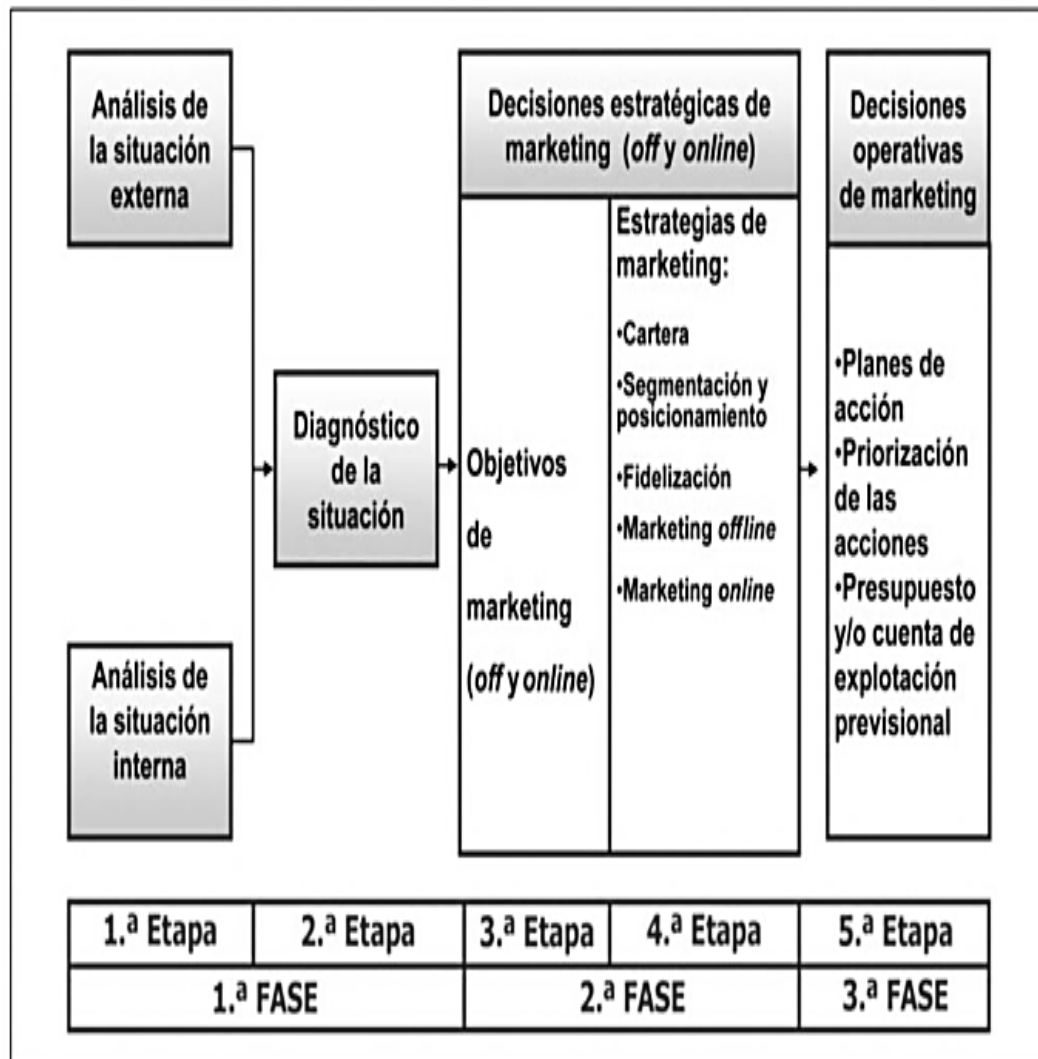 Análisis de
la situación
externa
Análisis de
la situación
interna
Diagnóstico
de la
situación
Decisiones estratégicas de
marketing (off y online)
Objetivos
de
marketing
(off y online)
Estrategias de
marketing:
•Cartera
•Segmentación y
posicionamiento
•Fidelización
•Marketing offline
•Marketing online
Decisiones
operativas
de marketing
•Planes de
acción
•Priorización
de las
acciones
•Presupuesto
y/o cuenta de
explotación
previsional
1.ª Etapa 2.ª Etapa 3.ª Etapa 4.ª Etapa 5.ª Etapa
1.ª FASE 2.ª FASE 3.ª FASE